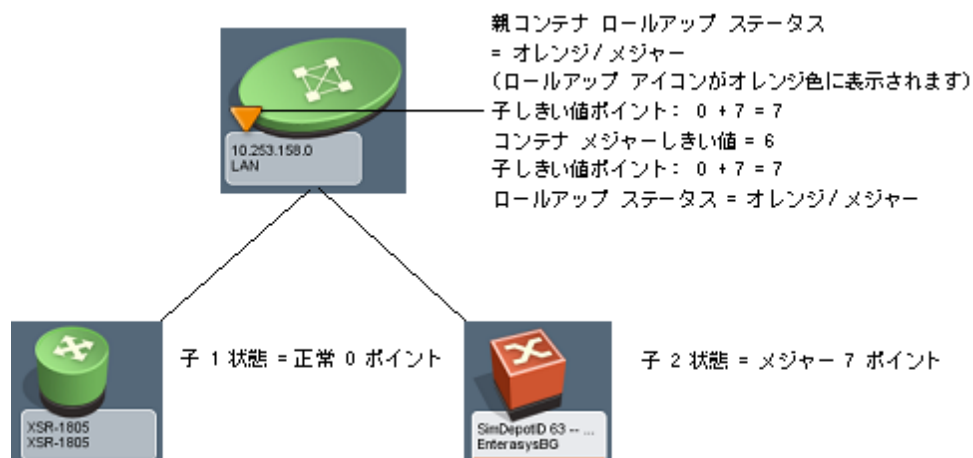 親コンテナ ロールアップ ステータス
= オレンジ/メジャー
(ロールアップ アイコンがオレンジ色に表示されます)
子しきい値ポイント: 0 + 7 = 7
コンテナ メジャーしきい値 = 6
子しきい値ポイント: 0 + 7 = 7
ロールアップ ステータス = オレンジ/メジャー
10.253.158.0
LAN
子 1 状態 = 正常 0 ポイント
子 2 状態 = メジャー 7 ポイント
XSR-1805
XSR-1805
SimDepotID 63 -- ...
EnterasysBG